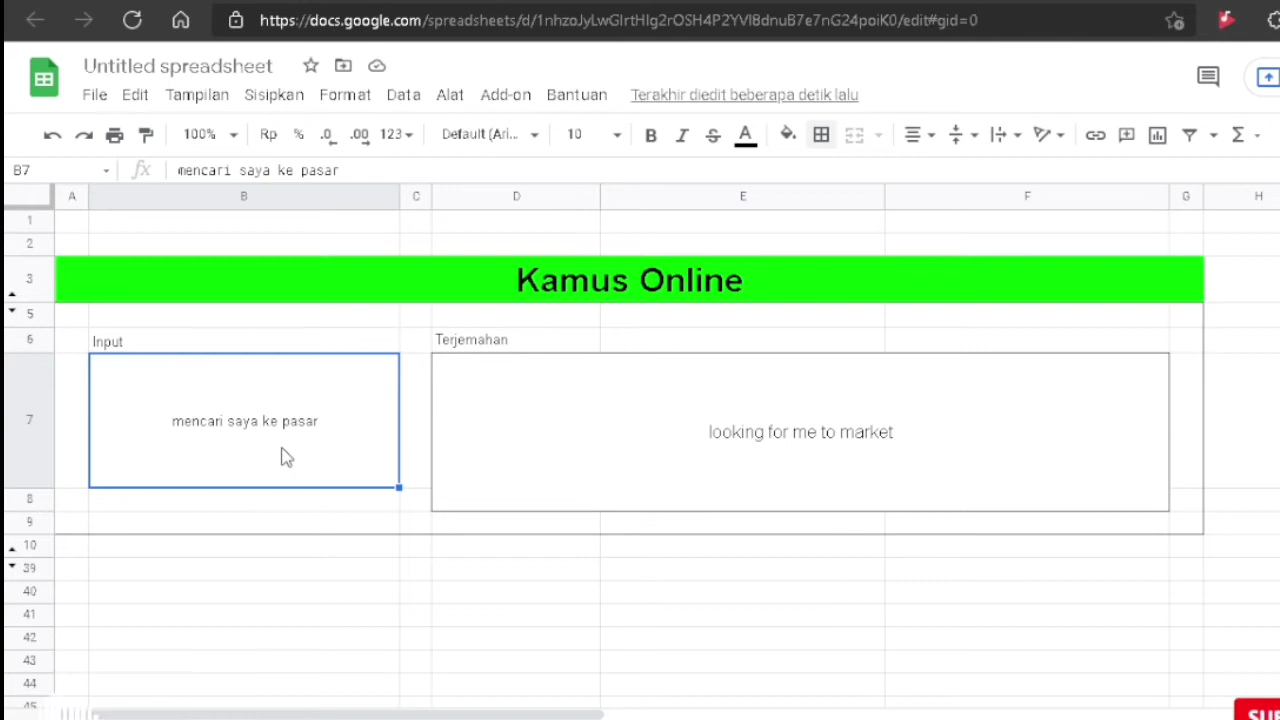 https://docs.google.com/spreadsheets/d/1nhzoJyLwGIrtHIg2rOSH4P2YVI8dnuB7e7nG24poiK0/edit#gid=0
Untitled spreadsheet
File Edit Tampilan Sisipkan Format Data Alat Add-on Bantuan Terakhir diedit beberapa detik lalu
100% Rp % .0 .00 123 Default (Ari... 10 B I S A Σ
B7 fx mencari saya ke pasar
A B C D E F G H
1
2
3 Kamus Online
5
6 Input Terjemahan
7 mencari saya ke pasar looking for me to market
8
9
10
39
40
41
42
43
44
45